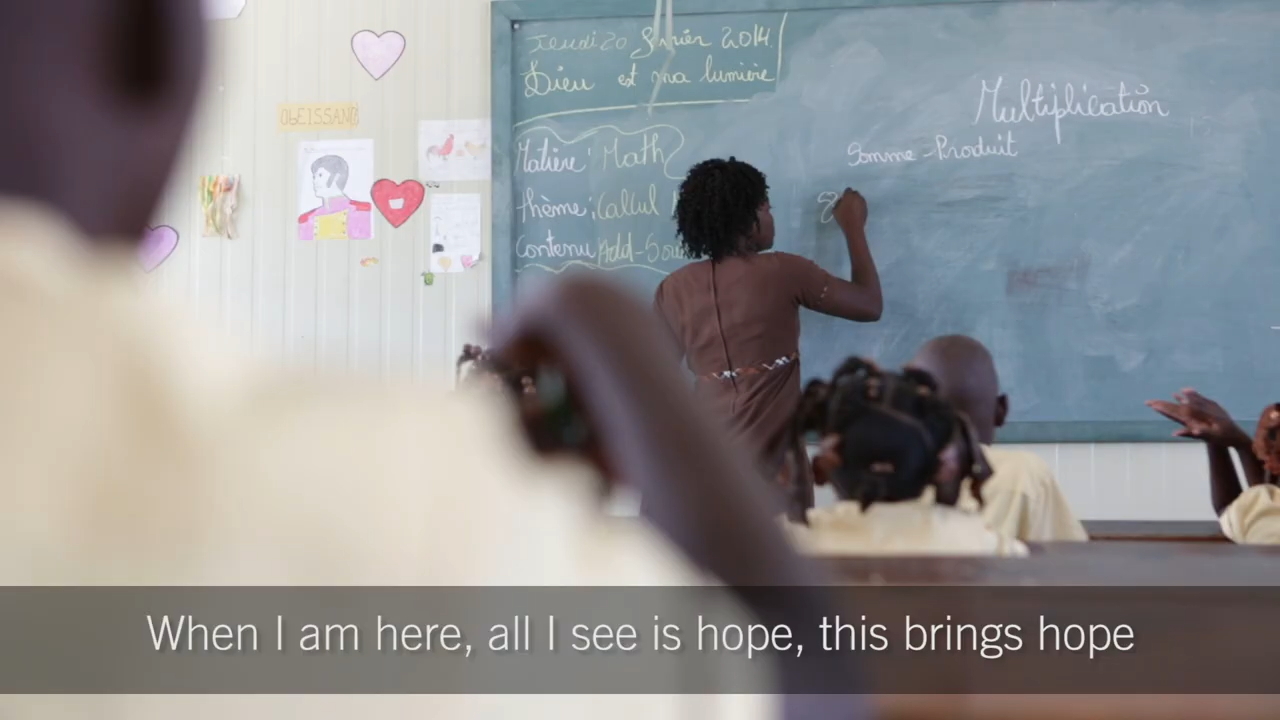 Jeudi 20 février 2014
Dieu est ma lumière
OBEISSANCE
Matière: Math
thème: Calcul
Contenu Add-Sou
Multiplication
Somme - Produit
8
When I am here, all I see is hope, this brings hope